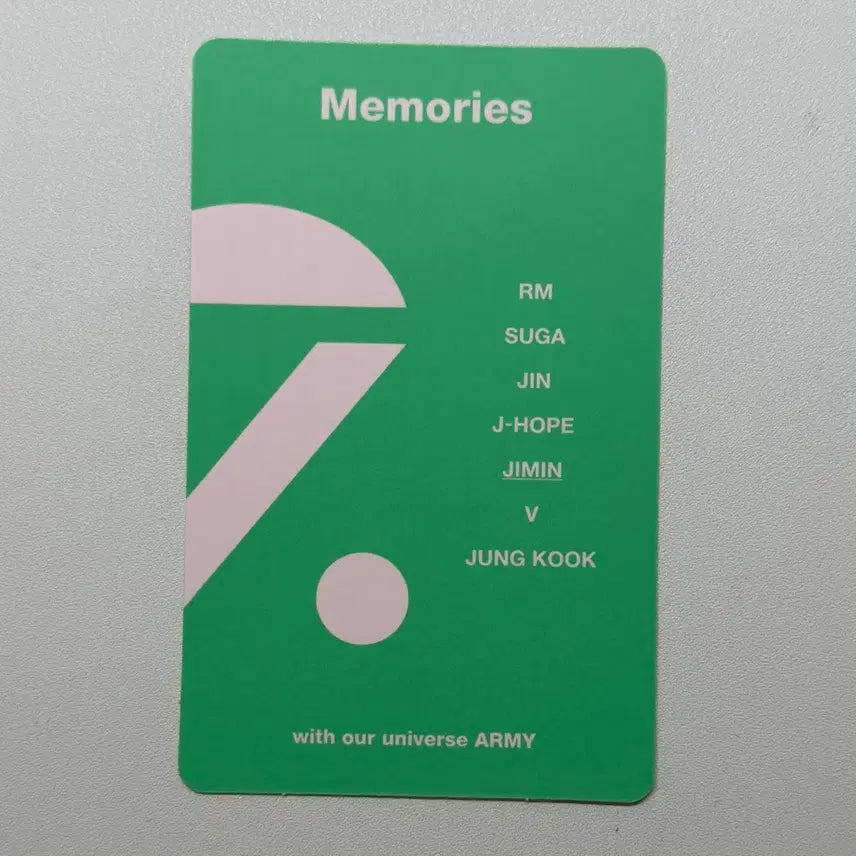 Memories
RM
SUGA
JIN
J-HOPE
JIMIN
V
JUNG KOOK
with our universe ARMY